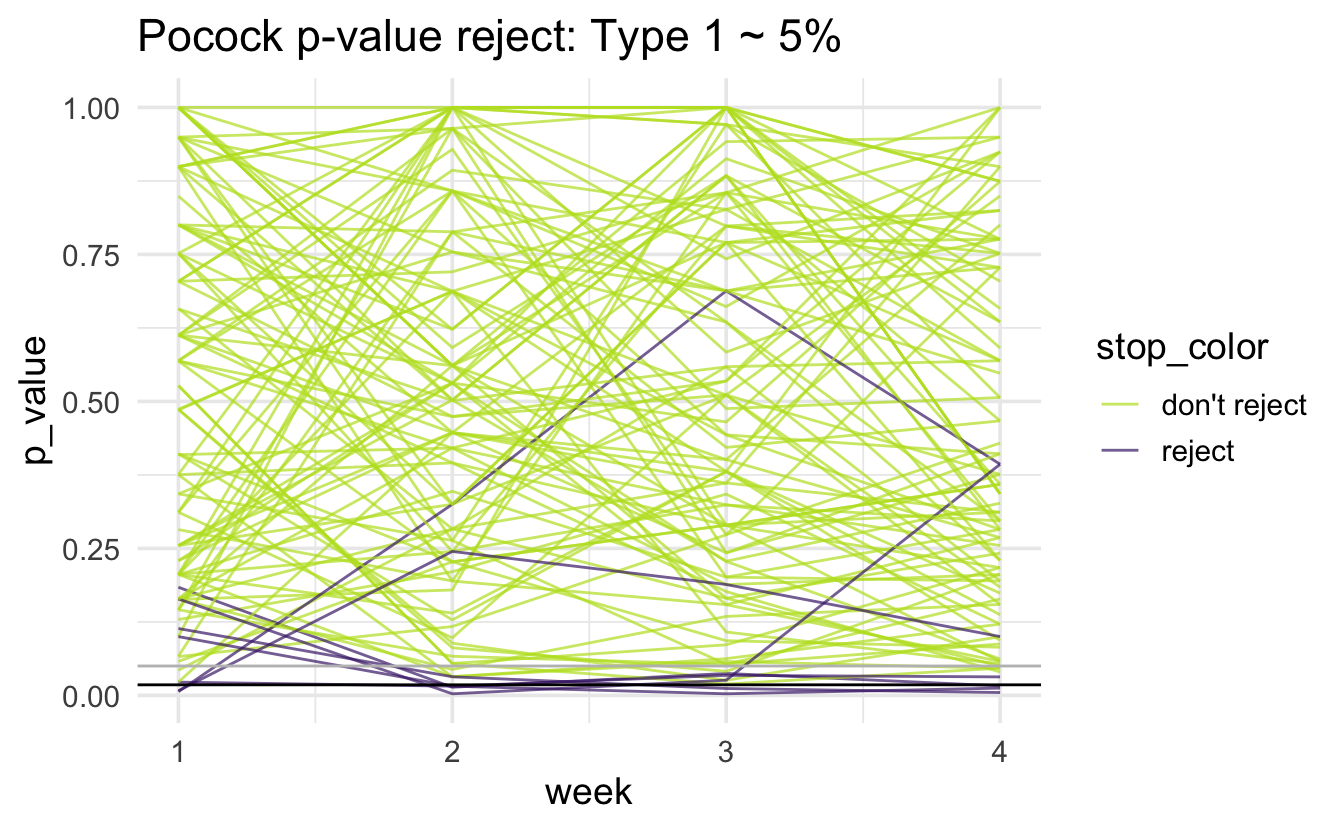 Pocock p-value reject: Type 1 ~ 5%
1.00
0.75
0.50
0.25
0.00
p_value
1 2 3 4
week
stop_color
don't reject
reject